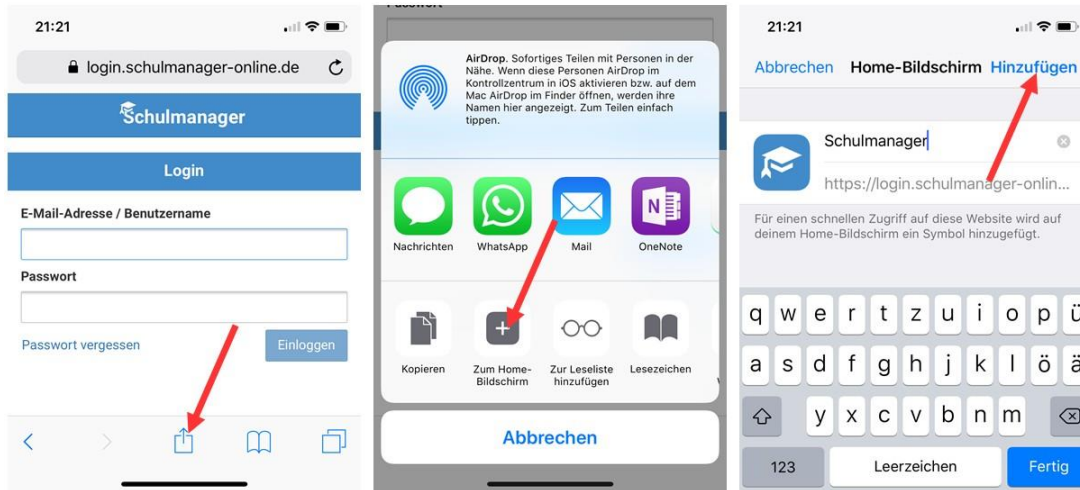 21:21
login.schulmanager-online.de
Schulmanager
Login
E-Mail-Adresse / Benutzername
Passwort
Passwort vergessen
Einloggen
AirDrop. Sofortiges Teilen mit Personen in der
Nähe. Wenn diese Personen AirDrop im
Kontrollzentrum in iOS aktivieren bzw. auf dem
Mac AirDrop im Finder öffnen, werden ihre
Namen hier angezeigt. Zum Teilen einfach
tippen.
Nachrichten
WhatsApp
N
Mail
OneNote
Kopieren
Zum Home-
Bildschirm
Zur Leseliste
hinzufügen
Lesezeichen
Abbrechen
21:21
Abbrechen
Home-Bildschirm
Hinzufügen
Schulmanager
https://login.schulmanager-onlin...
Für einen schnellen Zugriff auf diese Website wird auf
deinem Home-Bildschirm ein Symbol hinzugefügt.
q w e r t z u i o p ü
a s d f g h j k l ö ä
y x c v b n m
123
Leerzeichen
Fertig